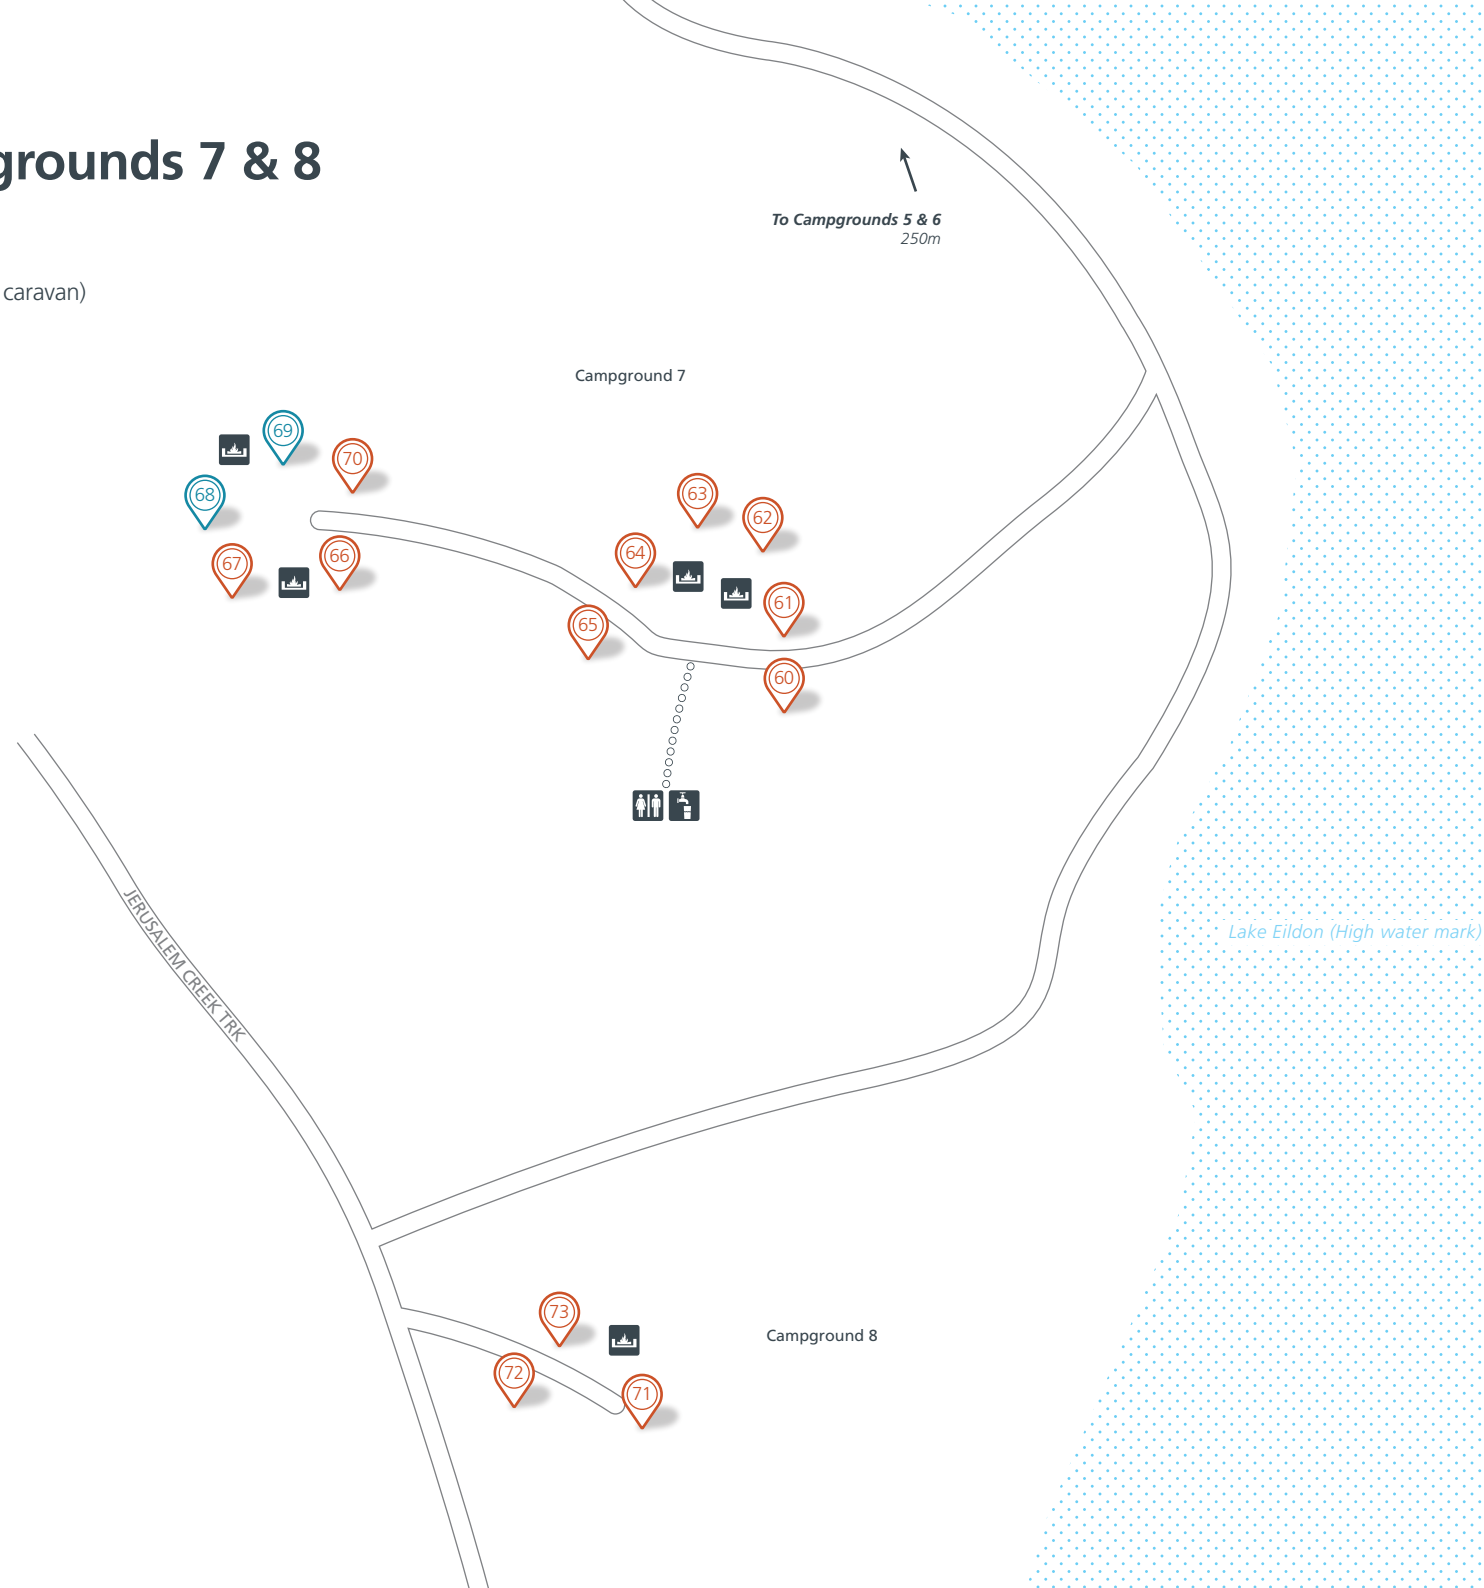 grounds 7 & 8
To Campgrounds 5 & 6
250m
caravan)
Campground 7
69
70
68
63
62
64
66
67
61
65
60
JERUSALEM CREEK TRK
Lake Eildon (High water mark)
73
Campground 8
72
71